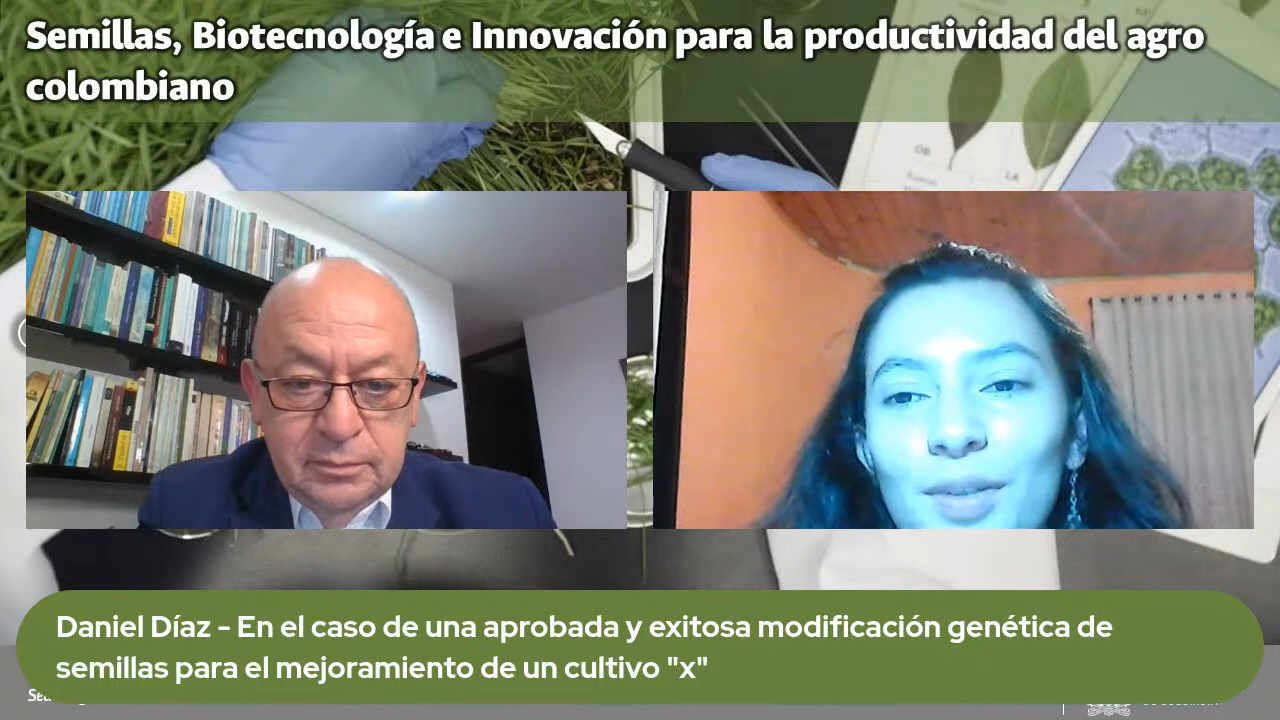 Semillas, Biotecnología e Innovación para la productividad del agro
colombiano
LA
Daniel Díaz - En el caso de una aprobada y exitosa modificación genética de
semillas para el mejoramiento de un cultivo "x"